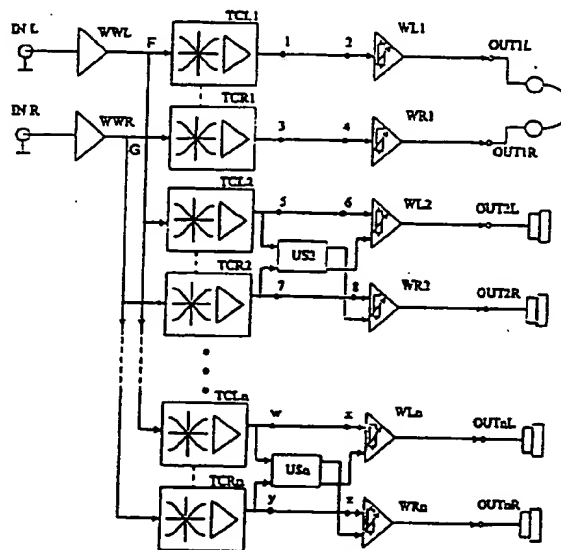 TCL1
IN L
WWL
F
1
2
WL1
OUT1L
TCR1
IN R
WWR
G
3
4
WR1
OUT1R
TCL2
5
6
WL2
OUT2L
US2
TCR2
7
8
WR2
OUT2R
TCLn
w
x
WLn
OUTnL
USn
TCRn
y
z
WRn
OUTnR